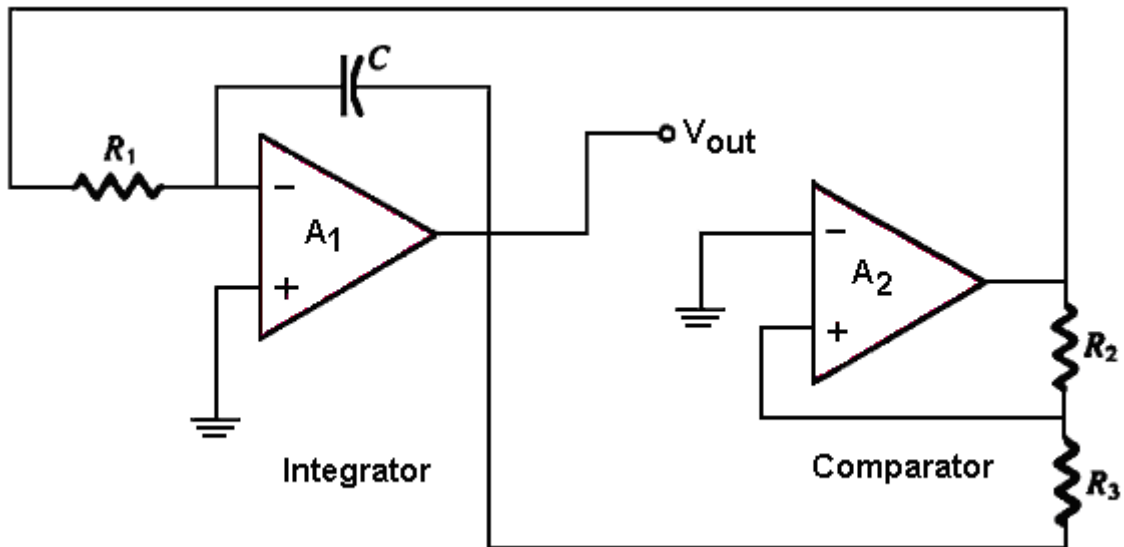 C
R1
−
A1
+
Vout
−
A2
+
R2
R3
Integrator
Comparator